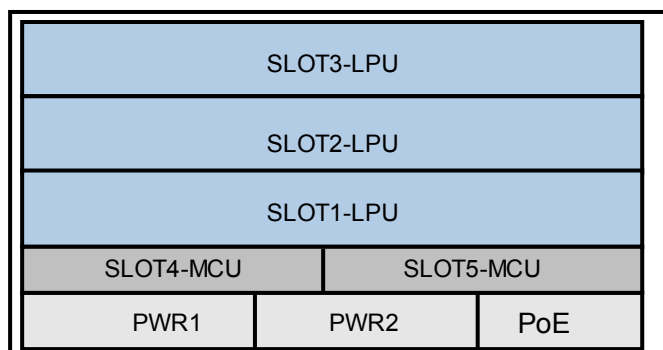 SLOT3-LPU
SLOT2-LPU
SLOT1-LPU
SLOT4-MCU SLOT5-MCU
PWR1 PWR2 PoE